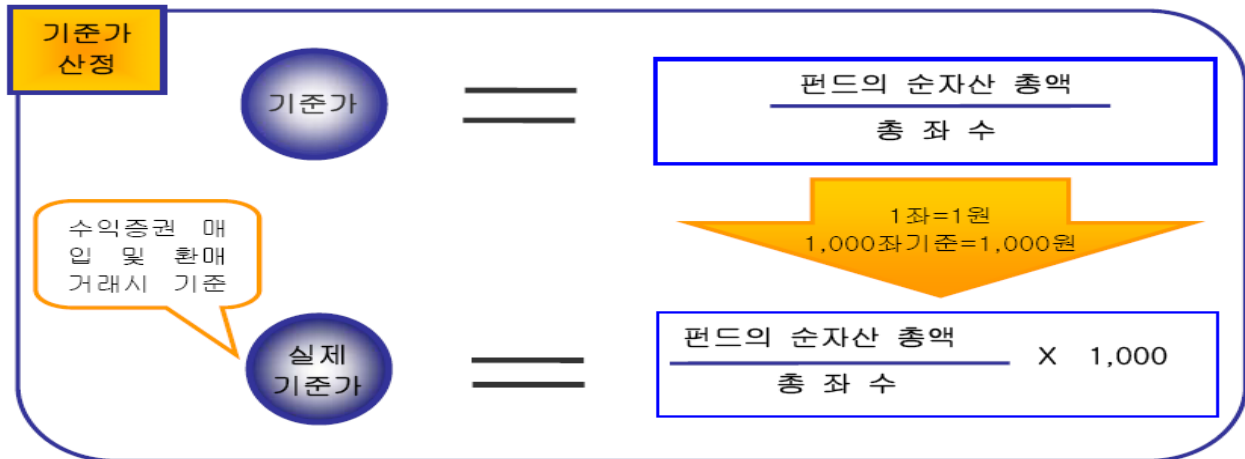 기준가
산정
기준가
펀드의 순자산 총액
총 좌 수
1좌=1원
1,000좌기준=1,000원
수익증권 매
입 및 환매
거래시 기준
실제
기준가
펀드의 순자산 총액
총 좌 수
X 1,000